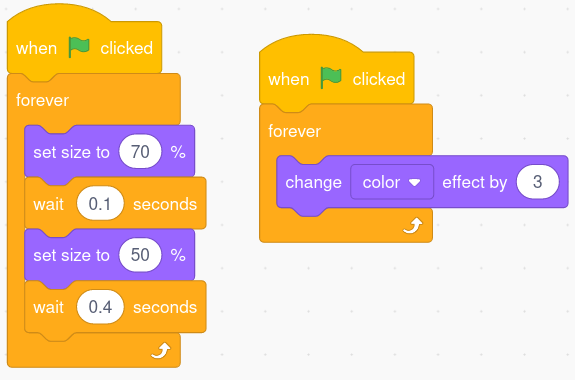 when clicked
forever
set size to 70 %
wait 0.1 seconds
set size to 50 %
wait 0.4 seconds
when clicked
forever
change color effect by 3